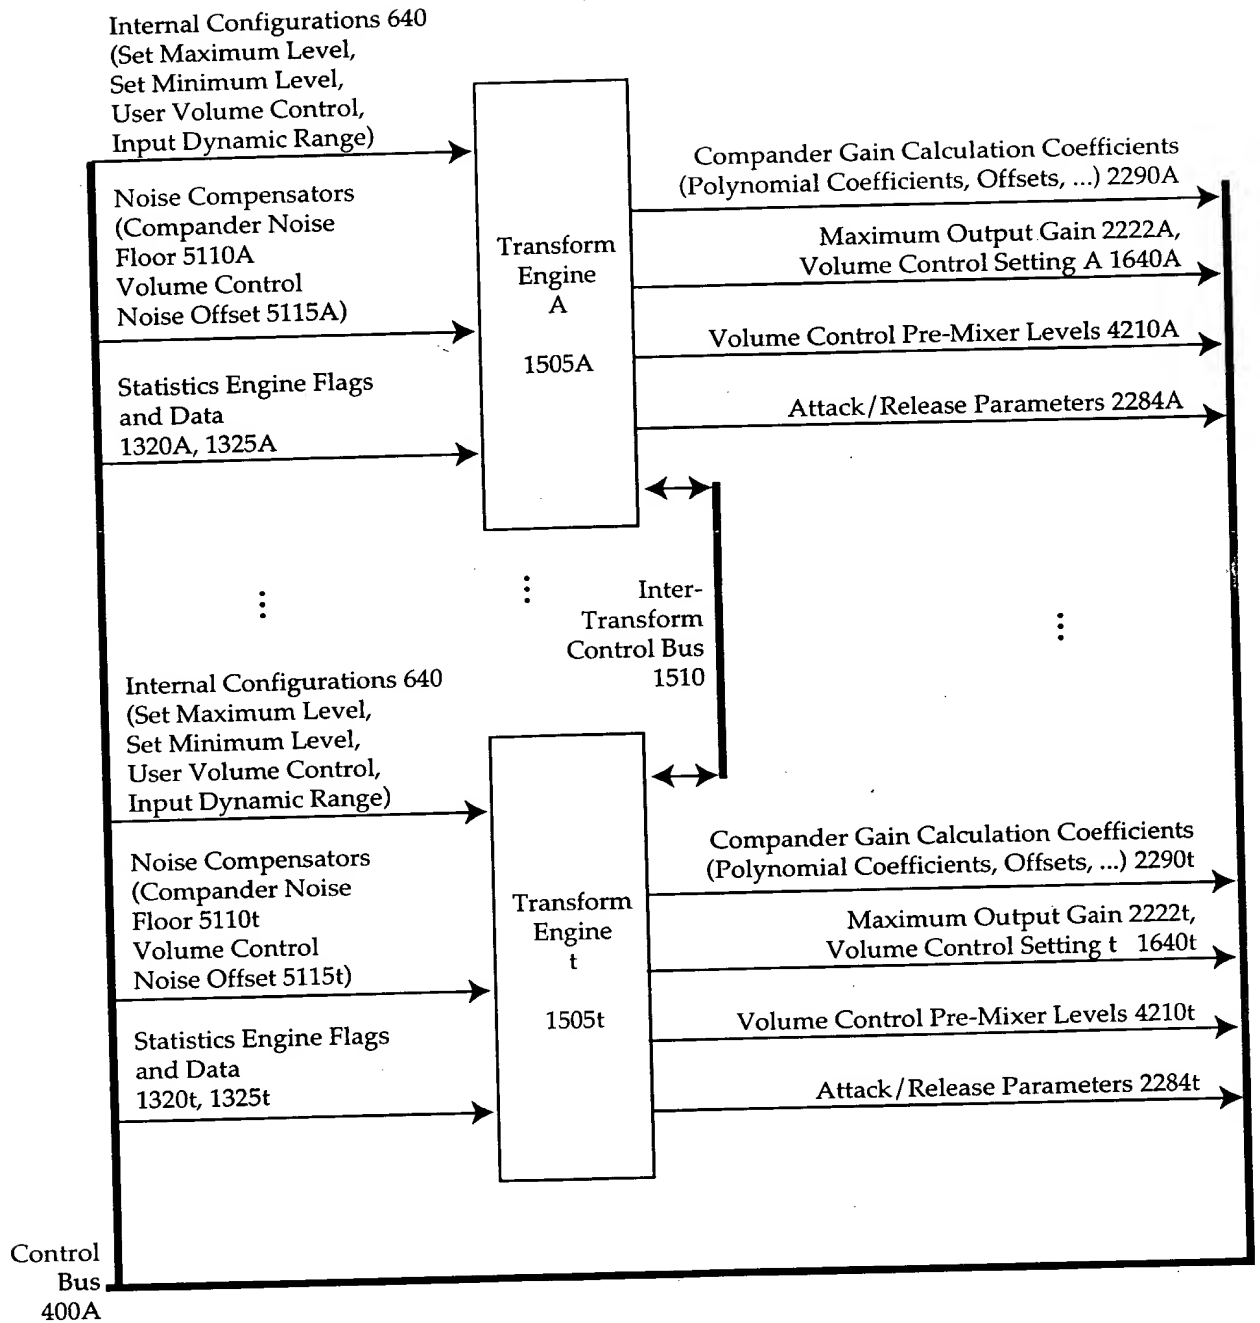 Internal Configurations 640
(Set Maximum Level,
Set Minimum Level,
User Volume Control,
Input Dynamic Range)
Noise Compensators
(Compander Noise
Floor 5110A
Volume Control
Noise Offset 5115A)
Statistics Engine Flags
and Data
1320A, 1325A
Transform
Engine
A
1505A
Compander Gain Calculation Coefficients
(Polynomial Coefficients, Offsets, ...) 2290A
Maximum Output Gain 2222A,
Volume Control Setting A 1640A
Volume Control Pre-Mixer Levels 4210A
Attack/Release Parameters 2284A
Inter-
Transform
Control Bus
1510
Internal Configurations 640
(Set Maximum Level,
Set Minimum Level,
User Volume Control,
Input Dynamic Range)
Noise Compensators
(Compander Noise
Floor 5110t
Volume Control
Noise Offset 5115t)
Statistics Engine Flags
and Data
1320t, 1325t
Transform
Engine
t
1505t
Compander Gain Calculation Coefficients
(Polynomial Coefficients, Offsets, ...) 2290t
Maximum Output Gain 2222t,
Volume Control Setting t 1640t
Volume Control Pre-Mixer Levels 4210t
Attack/Release Parameters 2284t
Control
Bus
400A